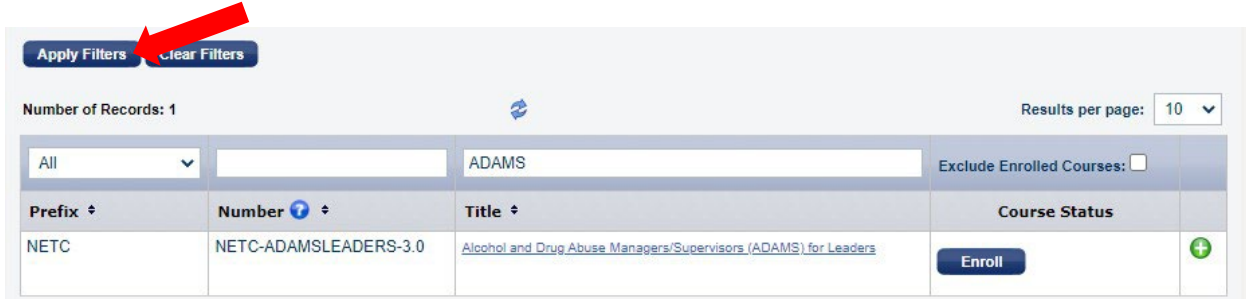 Apply Filters Clear Filters
Number of Records: 1 Results per page: 10
All ADAMS Exclude Enrolled Courses:
Prefix Number ? Title Course Status
NETC NETC-ADAMSLEADERS-3.0 Alcohol and Drug Abuse Managers/Supervisors (ADAMS) for Leaders Enroll